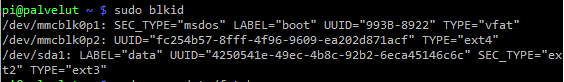 pi@palvelut ~ $ sudo blkid
/dev/mmcblk0p1: SEC_TYPE="msdos" LABEL="boot" UUID="993B-8922" TYPE="vfat"
/dev/mmcblk0p2: UUID="fc254b57-8fff-4f96-9609-ea202d871acf" TYPE="ext4"
/dev/sda1: LABEL="data" UUID="4250541e-49ec-4b8c-92b2-6eca45146c6c" SEC_TYPE="ex
t2" TYPE="ext3"